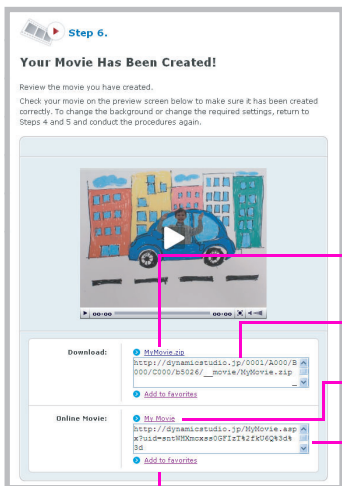 Step 6.
Your Movie Has Been Created!
Review the movie you have created.
Check your movie on the preview screen below to make sure it has been created
correctly. To change the background or change the required settings, return to
Steps 4 and 5 and conduct the procedures again.
00:00 00:00
Download: MyMovie.zip
http://dynamicstudio.jp/0001/A000/B
000/C000/b5026/__movie/MyMovie.zip
Add to favorites
Online Movie: My Movie
http://dynamicstudio.jp/MyMovie.asp
x?uid=sntWMXmcxss0GFIzT%2fkU6Q%3d%
3d
Add to favorites